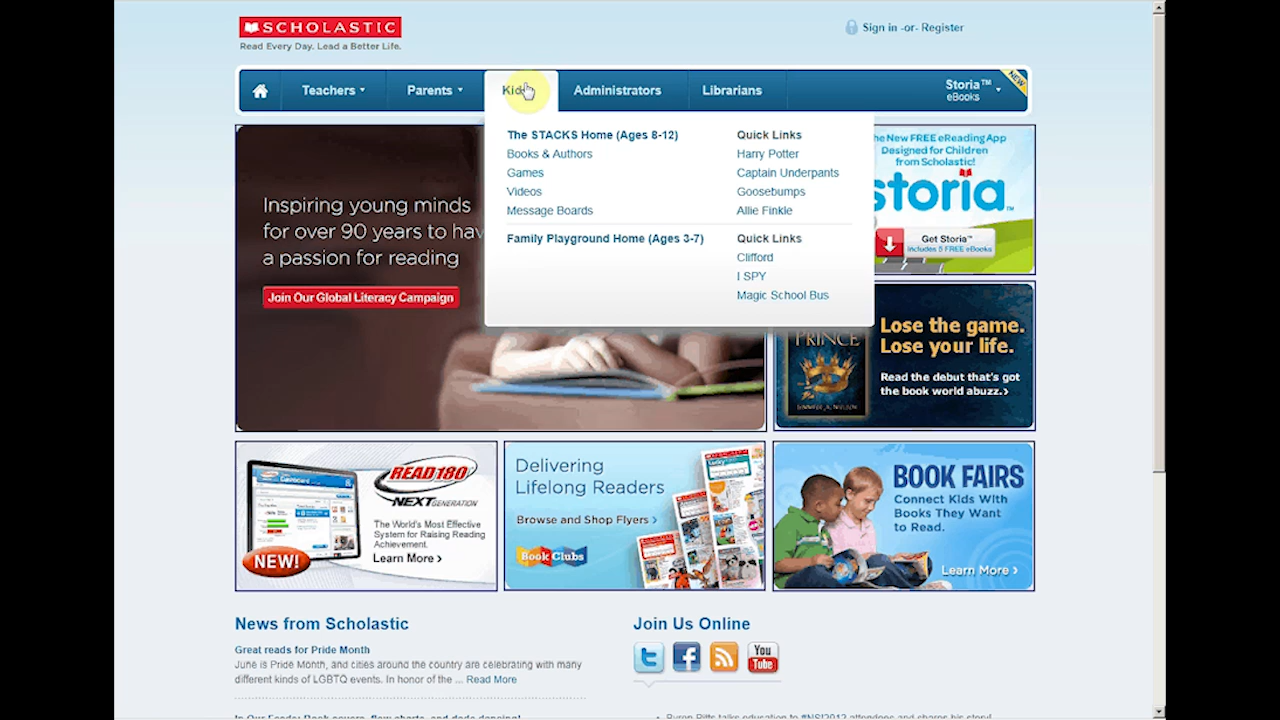 SCHOLASTIC
Read Every Day. Lead a Better Life.
Sign in -or- Register
Teachers
Parents
Administrators
Librarians
Storia™
eBooks
NEW
The STACKS Home (Ages 8-12)
Books & Authors
Games
Videos
Message Boards
Quick Links
Harry Potter
Captain Underpants
Goosebumps
Allie Finkle
Family Playground Home (Ages 3-7)
Quick Links
Clifford
I SPY
Magic School Bus
Inspiring young minds
for over 90 years to
a passion for reading
Join Our Global Literacy Campaign
New FREE eReading App
Designed for Children
from Scholastic!
storia™
Get Storia™
Includes 5 FREE eBooks
PRINCE
JENNIFER A. NIELSEN
Lose the game.
Lose your life.
Read the debut that's got
the book world abuzz.›
READ180
NEXT GENERATION
The World's Most Effective
System for Raising Reading
Achievement.
Learn More ›
NEW!
Delivering
Lifelong Readers
Browse and Shop Flyers ›
Book Clubs
BOOK FAIRS
Connect Kids With
Books They Want
to Read.
Learn More ›
News from Scholastic
Great reads for Pride Month
June is Pride Month, and cities around the country are celebrating with many
different kinds of LGBTQ events. In honor of the ... Read More
Join Us Online
You
Tube